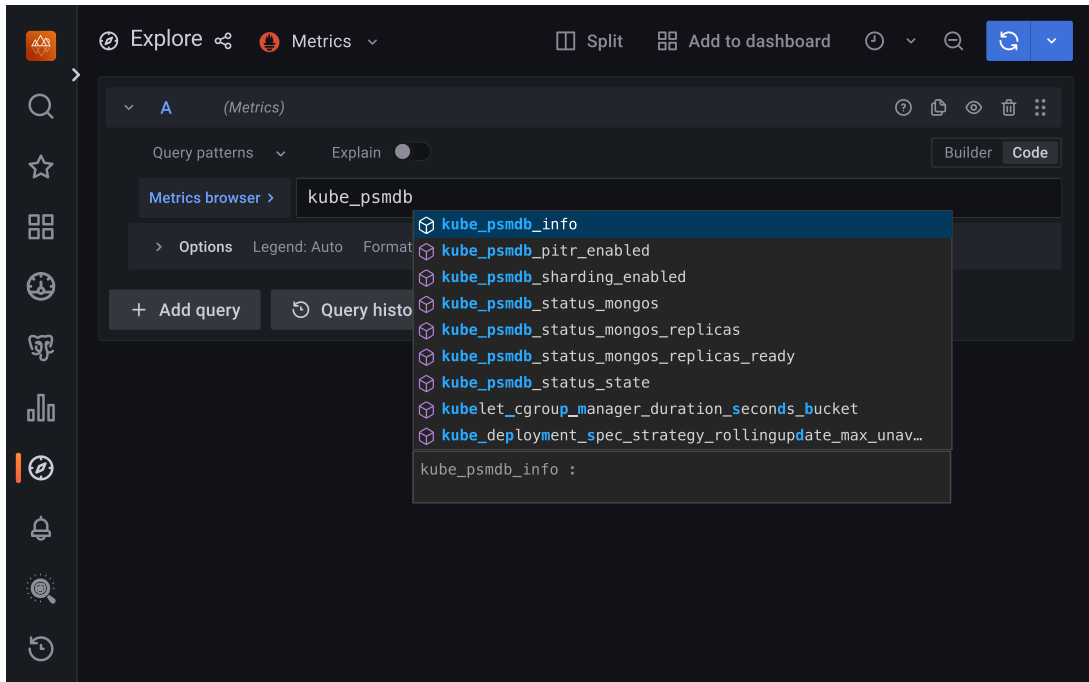 Explore
Metrics
Split
Add to dashboard
A
(Metrics)
Query patterns
Explain
Builder
Code
Metrics browser >
kube_psmdb
> Options Legend: Auto Format
kube_psmdb_info
kube_psmdb_pitr_enabled
kube_psmdb_sharding_enabled
kube_psmdb_status_mongos
kube_psmdb_status_mongos_replicas
kube_psmdb_status_mongos_replicas_ready
kube_psmdb_status_state
kubelet_cgroup_manager_duration_seconds_bucket
kube_deployment_spec_strategy_rollingupdate_max_unav…
kube_psmdb_info :
+ Add query
Query histo